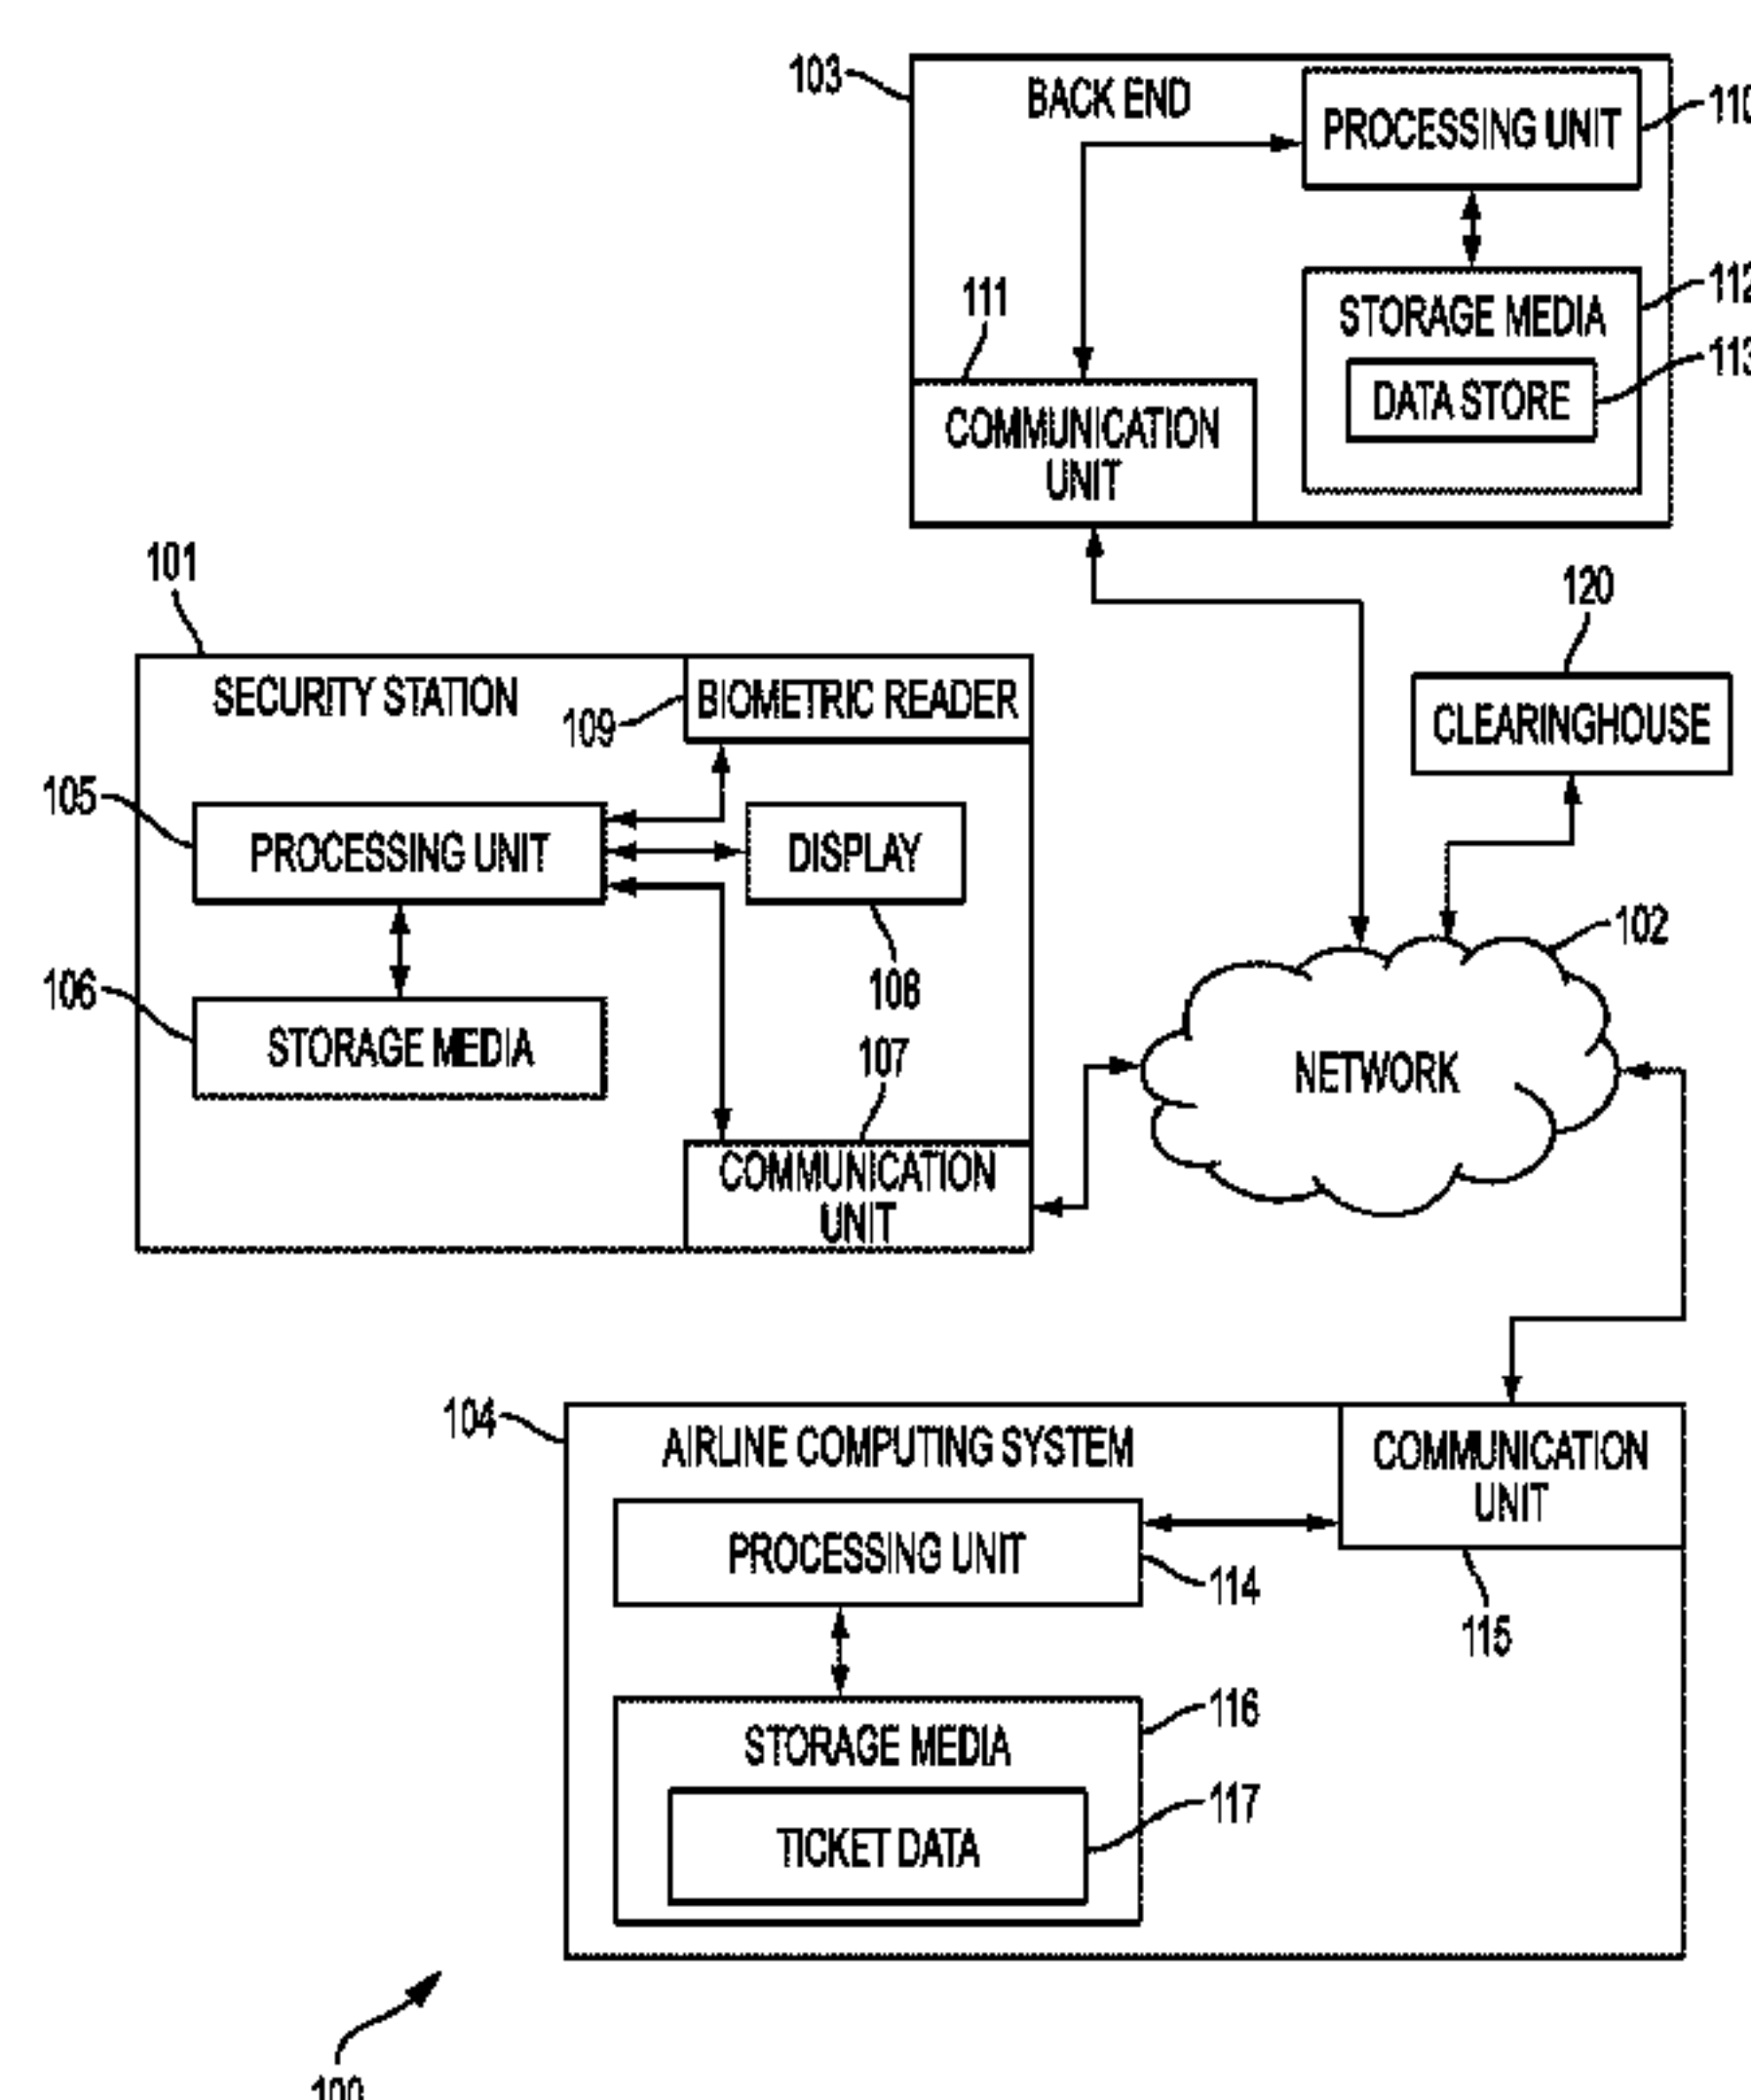 103
BACK END
PROCESSING UNIT
110
112
STORAGE MEDIA
113
DATA STORE
111
COMMUNICATION
UNIT
101
120
SECURITY STATION
BIOMETRIC READER
109
CLEARINGHOUSE
105
PROCESSING UNIT
DISPLAY
108
102
106
STORAGE MEDIA
107
NETWORK
COMMUNICATION
UNIT
104
AIRLINE COMPUTING SYSTEM
COMMUNICATION
UNIT
PROCESSING UNIT
114
115
116
STORAGE MEDIA
117
TICKET DATA
100